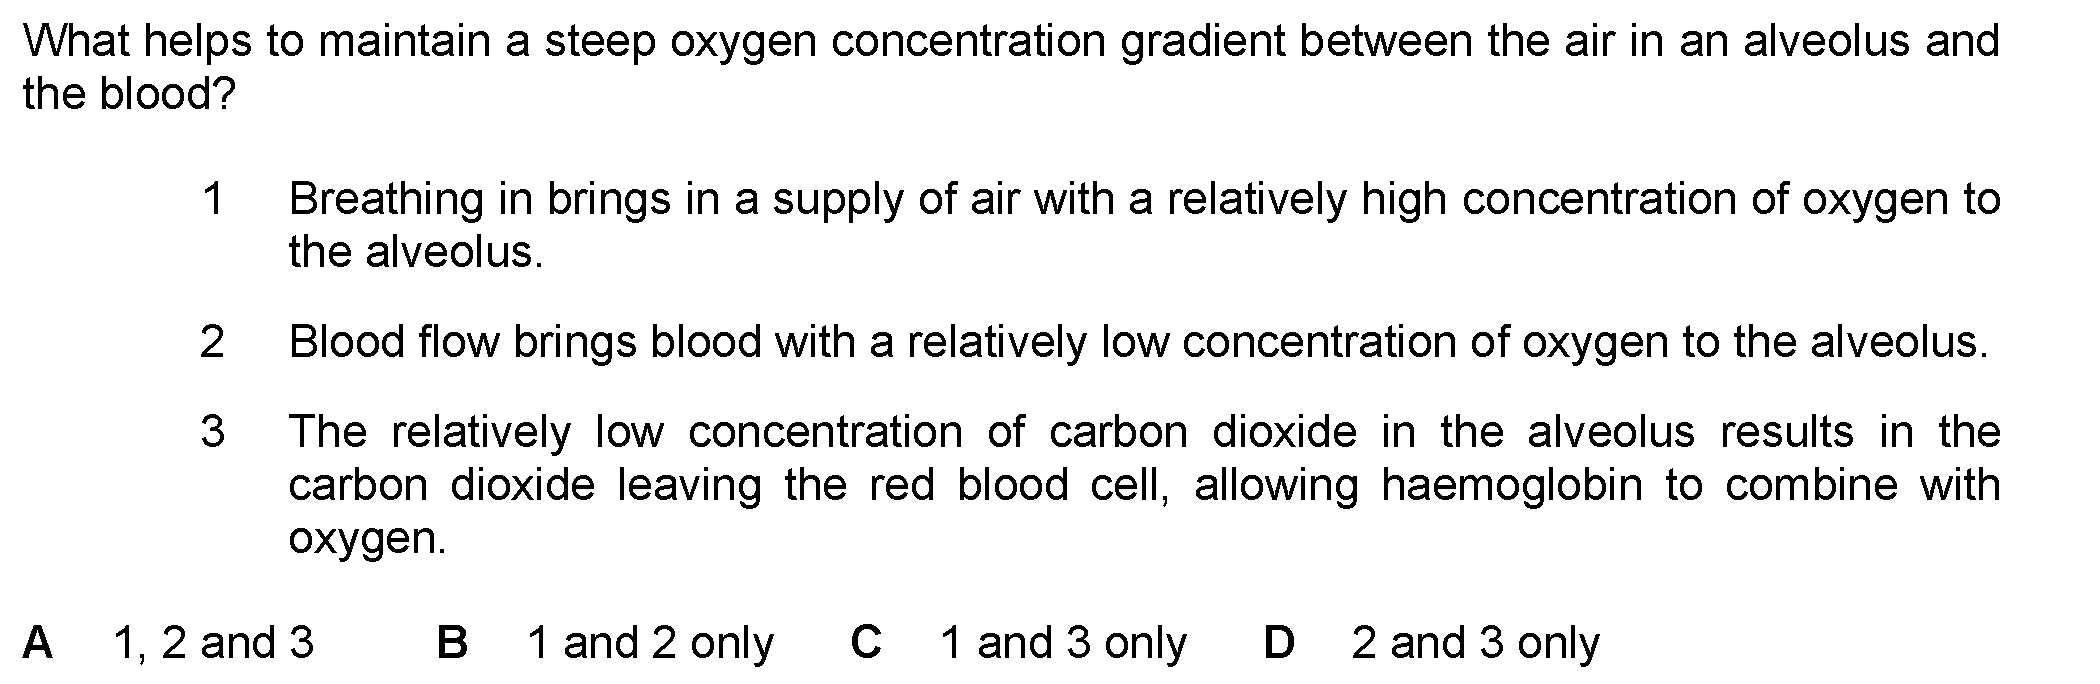 What helps to maintain a steep oxygen concentration gradient between the air in an alveolus and
the blood?
1 Breathing in brings in a supply of air with a relatively high concentration of oxygen to
the alveolus.
2 Blood flow brings blood with a relatively low concentration of oxygen to the alveolus.
3 The relatively low concentration of carbon dioxide in the alveolus results in the
carbon dioxide leaving the red blood cell, allowing haemoglobin to combine with
oxygen.
A 1, 2 and 3 B 1 and 2 only C 1 and 3 only D 2 and 3 only